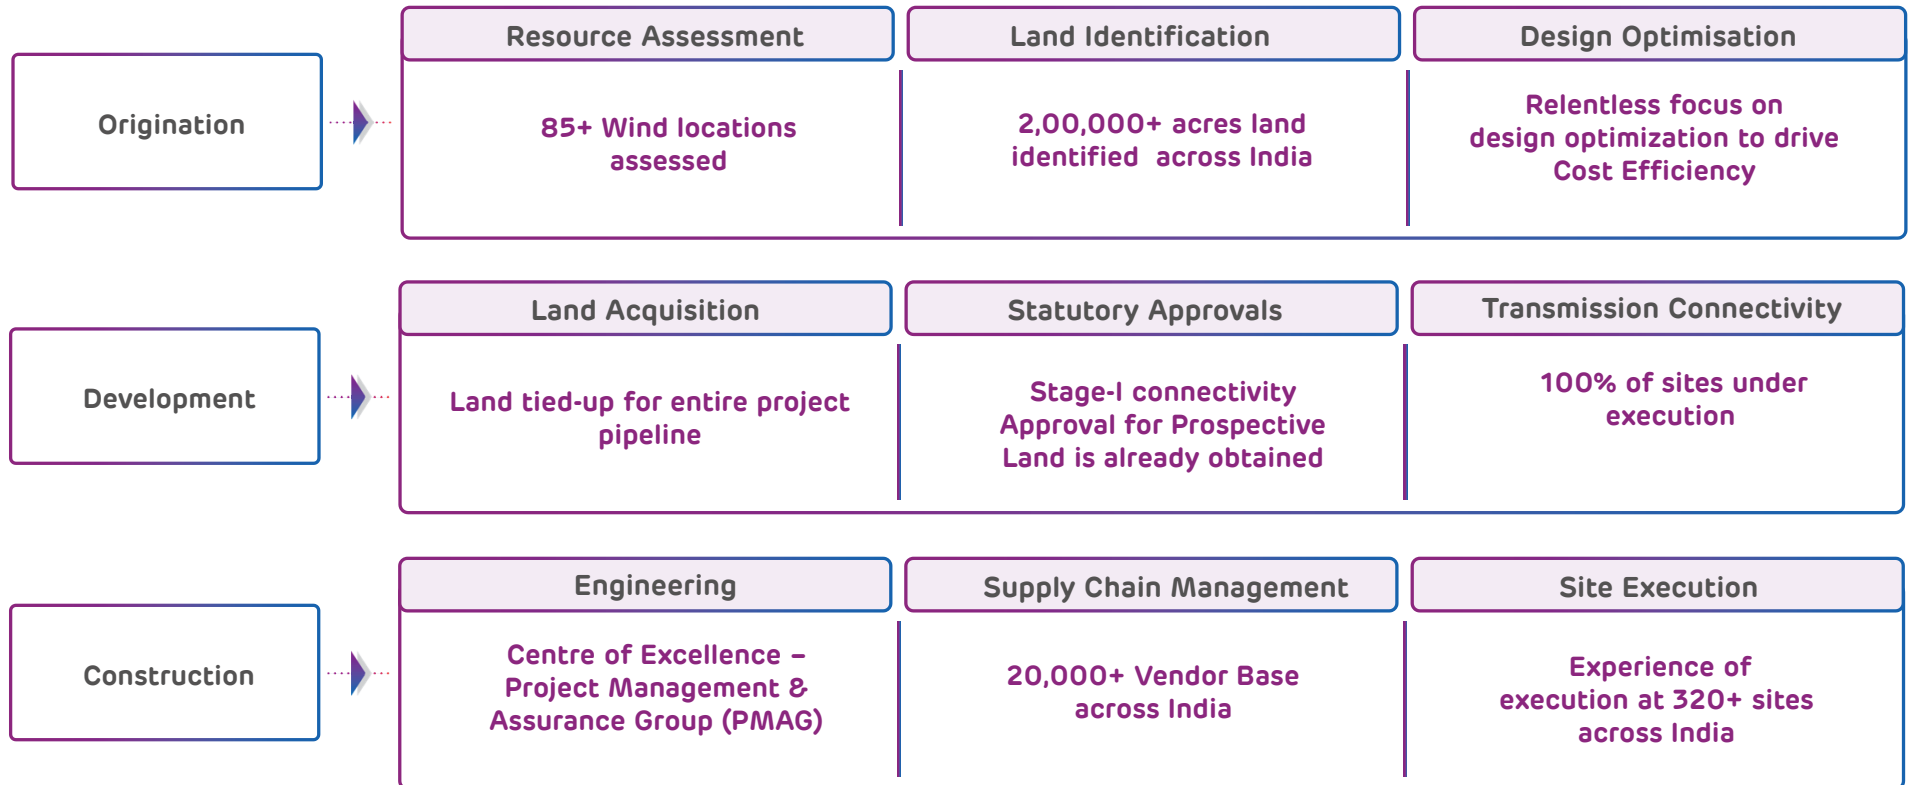 Origination
Resource Assessment
85+ Wind locations
assessed
Land Identification
2,00,000+ acres land
identified across India
Design Optimisation
Relentless focus on
design optimization to drive
Cost Efficiency
Development
Land Acquisition
Land tied-up for entire project
pipeline
Statutory Approvals
Stage-I connectivity
Approval for Prospective
Land is already obtained
Transmission Connectivity
100% of sites under
execution
Construction
Engineering
Centre of Excellence –
Project Management &
Assurance Group (PMAG)
Supply Chain Management
20,000+ Vendor Base
across India
Site Execution
Experience of
execution at 320+ sites
across India